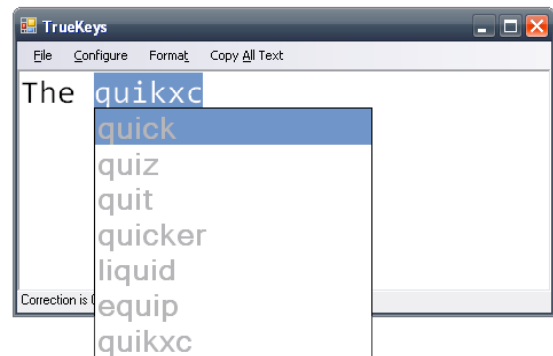 TrueKeys
File Configure Format Copy All Text
The quikxc
quick
quiz
quit
quicker
liquid
Correction is
equip
quikxc